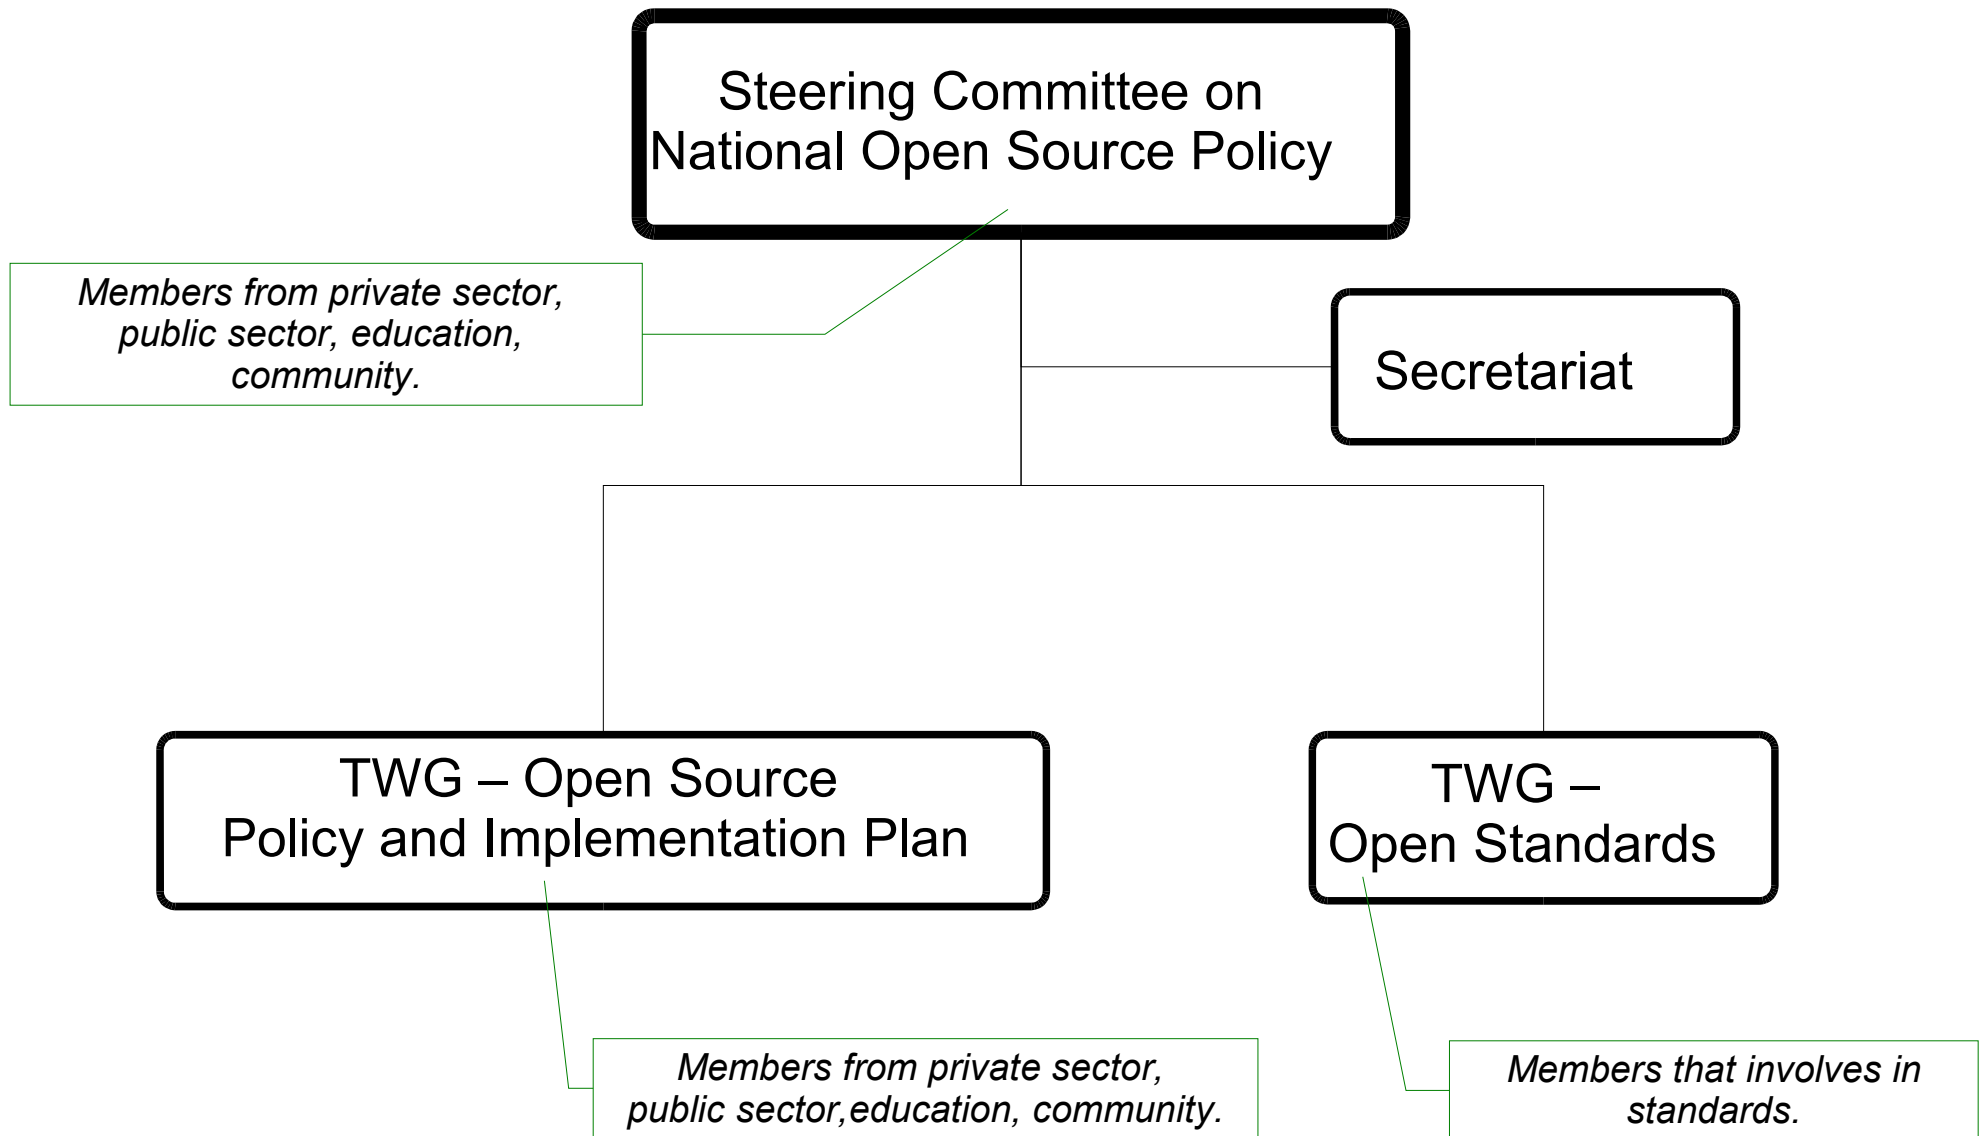 Steering Committee on
National Open Source Policy
Members from private sector,
public sector, education,
community.
Secretariat
TWG – Open Source
Policy and Implementation Plan
TWG –
Open Standards
Members from private sector,
public sector,education, community.
Members that involves in
standards.